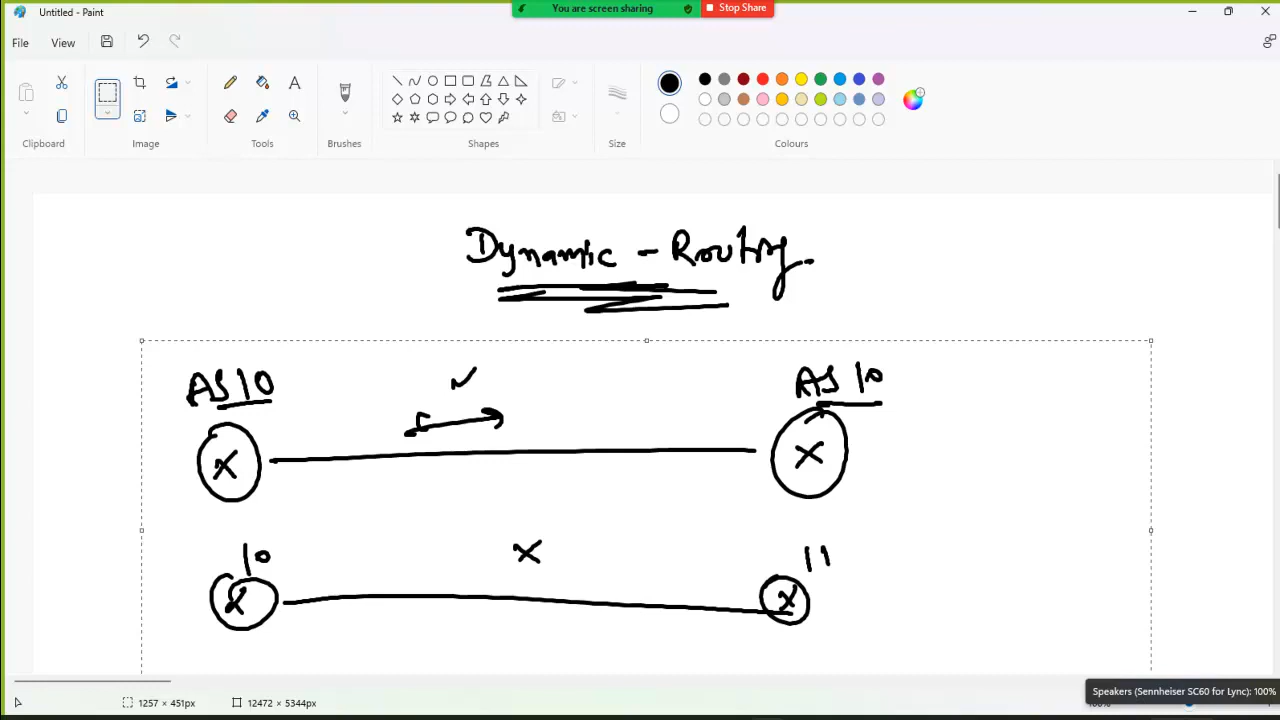 You are screen sharing Stop Share
Untitled - Paint
File View
Clipboard Image Tools Brushes Shapes Size Colours
Dynamic - Routing.
AS 10 ✓ AS 10
X X
10 X 11
X X
1257 × 451px 12472 × 5344px
Speakers (Sennheiser SC60 for Lync): 100%